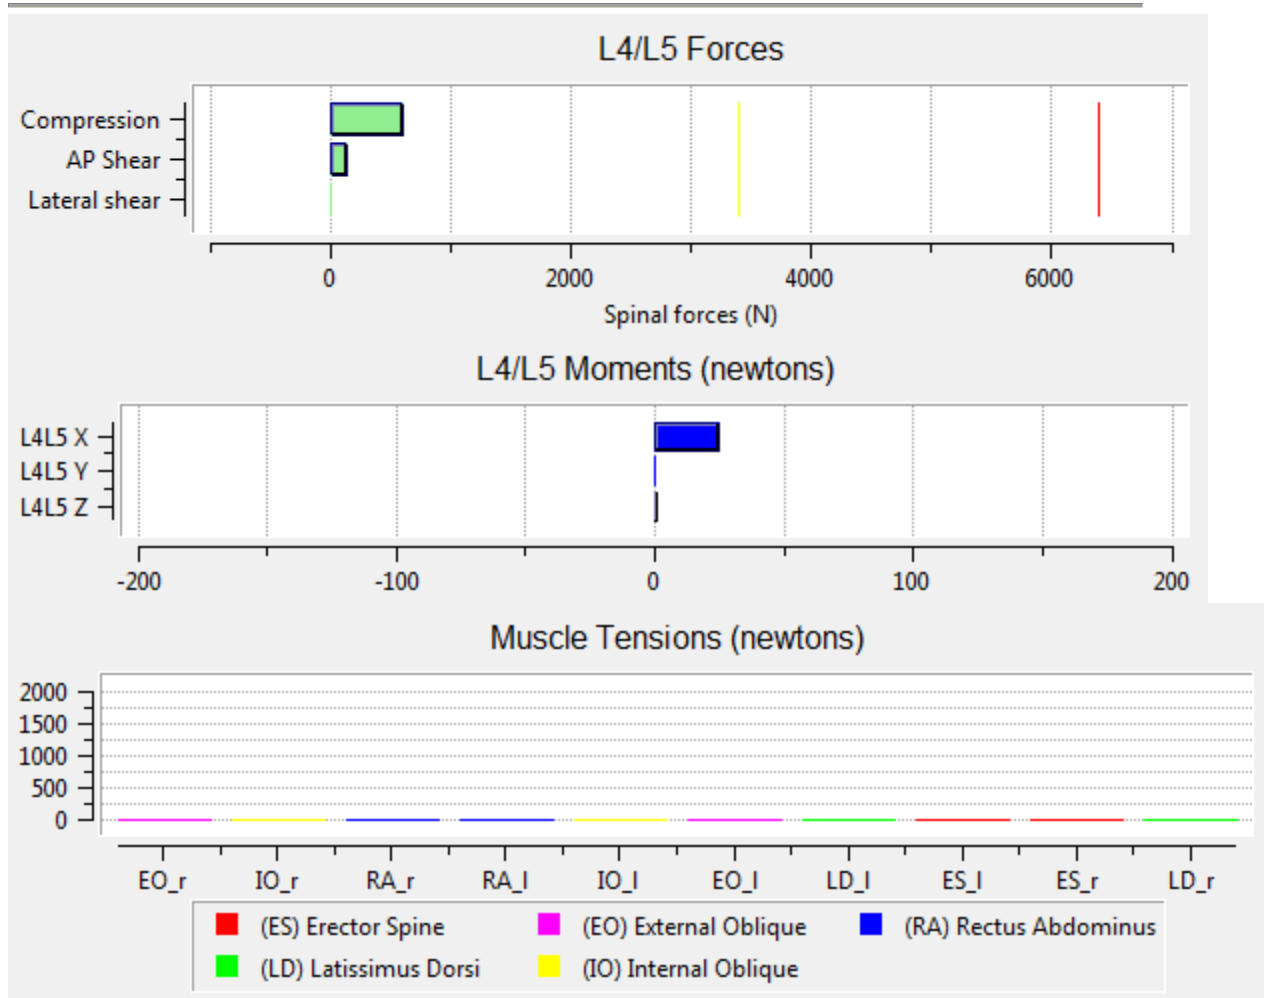 L4/L5 Forces
Compression
AP Shear
Lateral shear
0 2000 4000 6000
Spinal forces (N)
L4/L5 Moments (newtons)
L4L5 X
L4L5 Y
L4L5 Z
-200 -100 0 100 200
Muscle Tensions (newtons)
2000
1500
1000
500
0
EO_r IO_r RA_r RA_l IO_l EO_l LD_l ES_l ES_r LD_r
(ES) Erector Spine (EO) External Oblique (RA) Rectus Abdominus
(LD) Latissimus Dorsi (IO) Internal Oblique